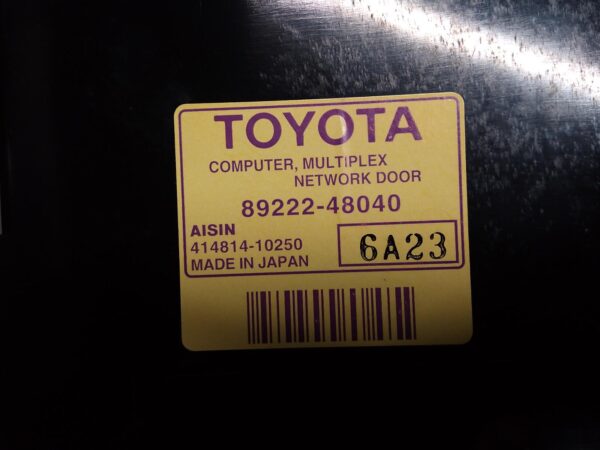 TOYOTA
COMPUTER, MULTIPLEX
NETWORK DOOR
89222-48040
AISIN
414814-10250
MADE IN JAPAN
6A23